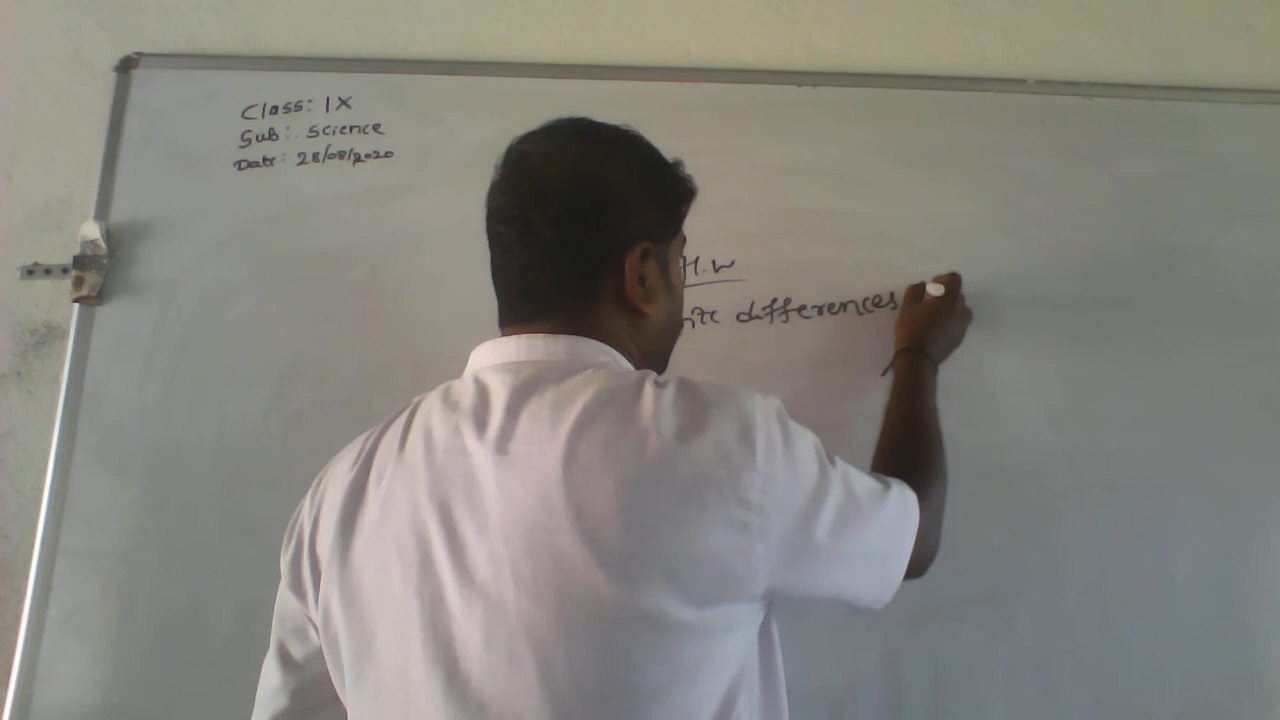 Class: IX
Sub: Science
Date: 28/08/2020
H.W
differences